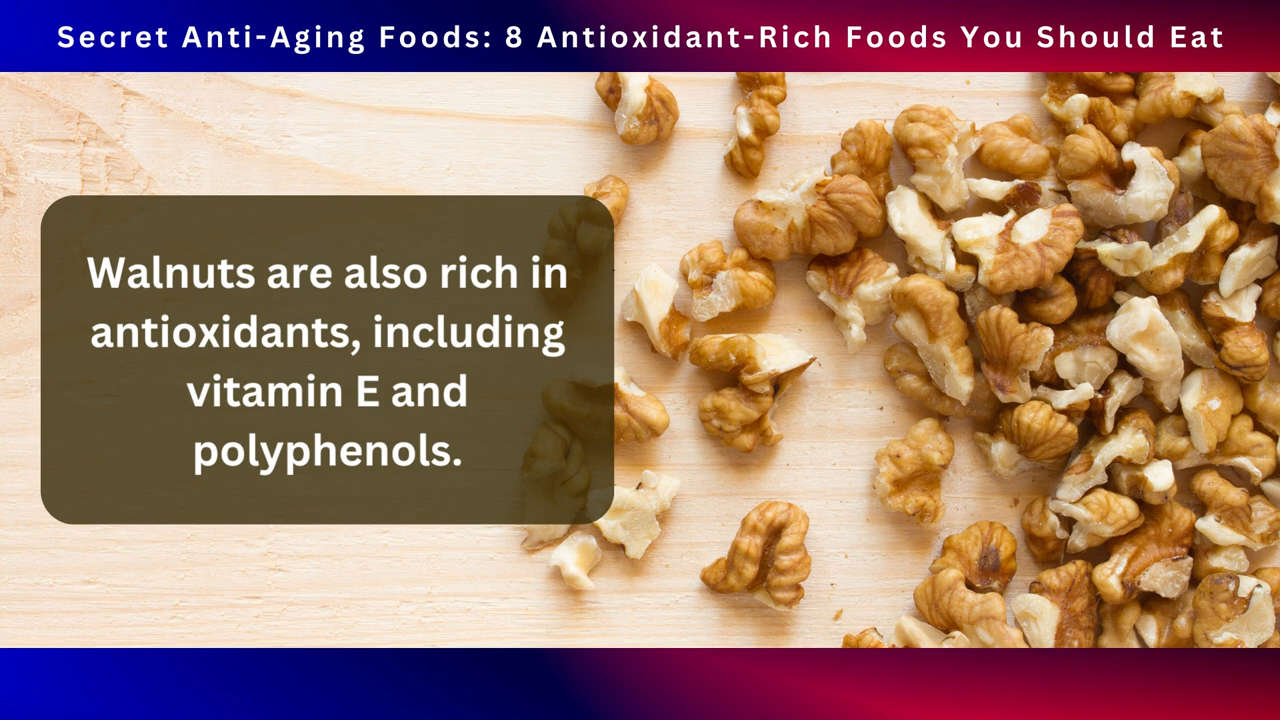 Secret Anti-Aging Foods: 8 Antioxidant-Rich Foods You Should Eat
Walnuts are also rich in
antioxidants, including
vitamin E and
polyphenols.